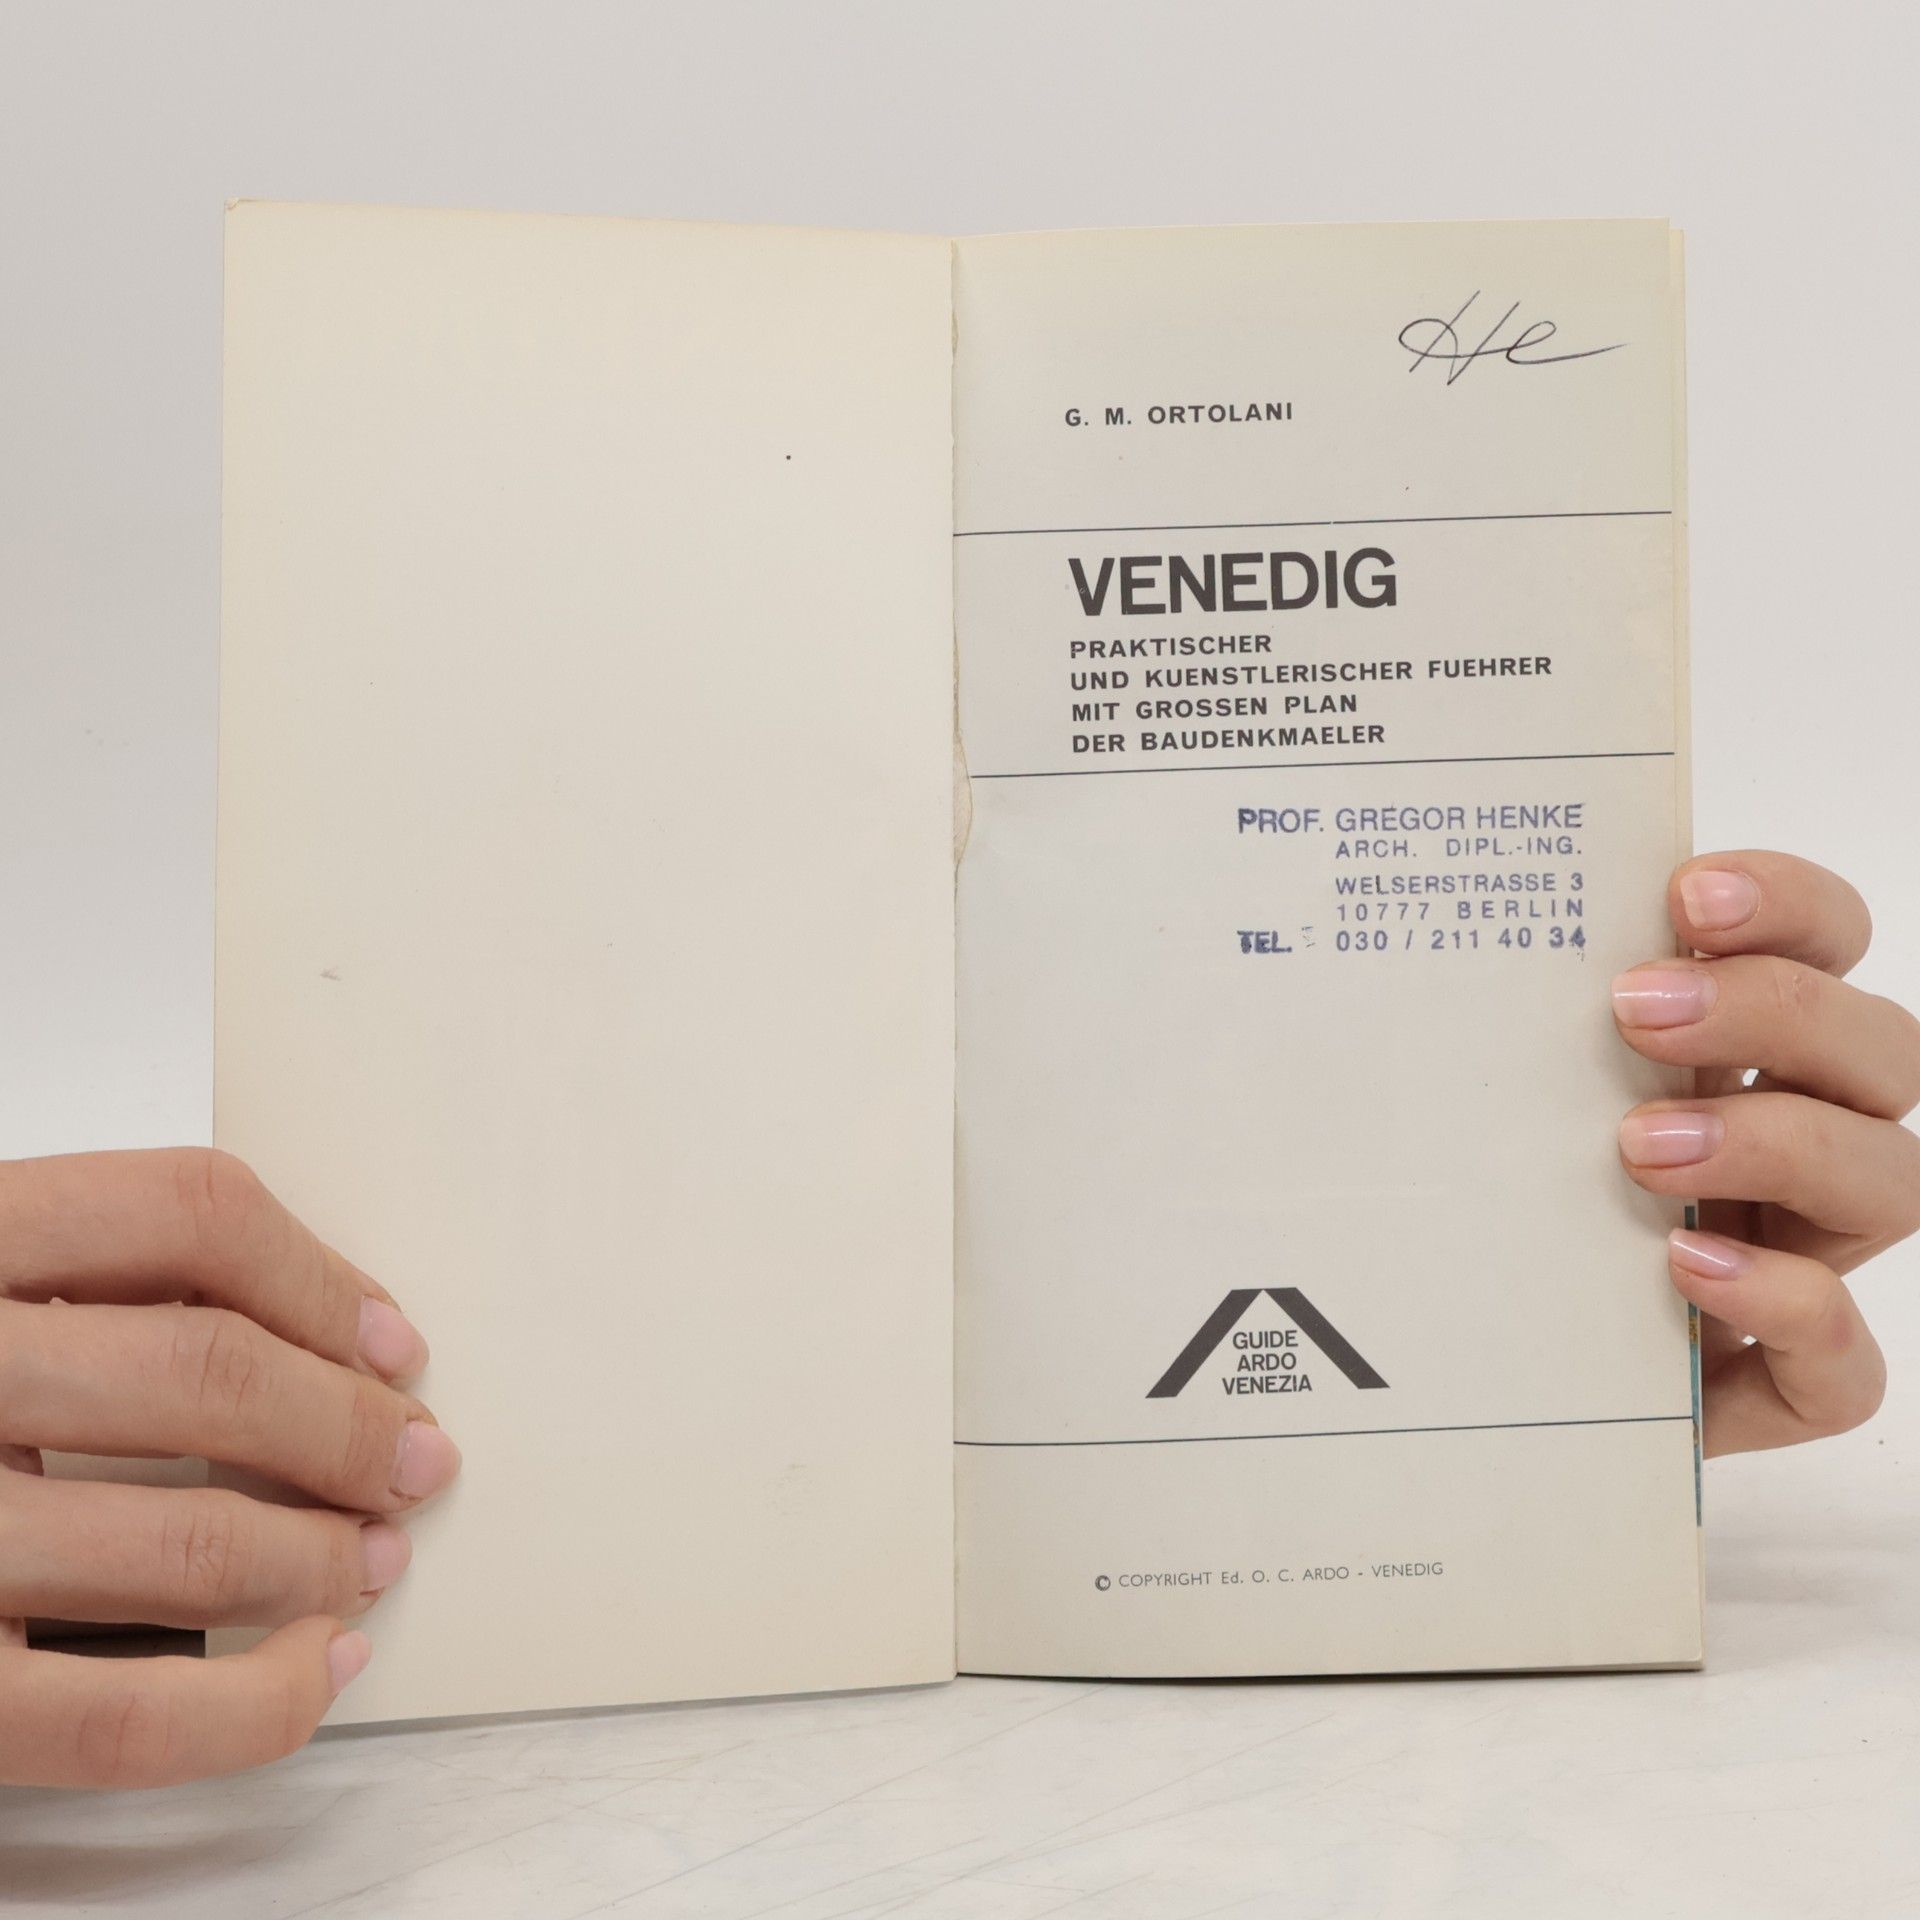 He
G. M. ORTOLANI
VENEDIG
PRAKTISCHER
UND KUENSTLERISCHER FUEHRER
MIT GROSSEN PLAN
DER BAUDENKMAELER
PROF. GREGOR HENKE
ARCH. DIPL.-ING.
WELSERSTRASSE 3
10777 BERLIN
TEL. 030 / 211 40 34
GUIDE
ARDO
VENEZIA
© COPYRIGHT Ed. O. C. ARDO - VENEDIG